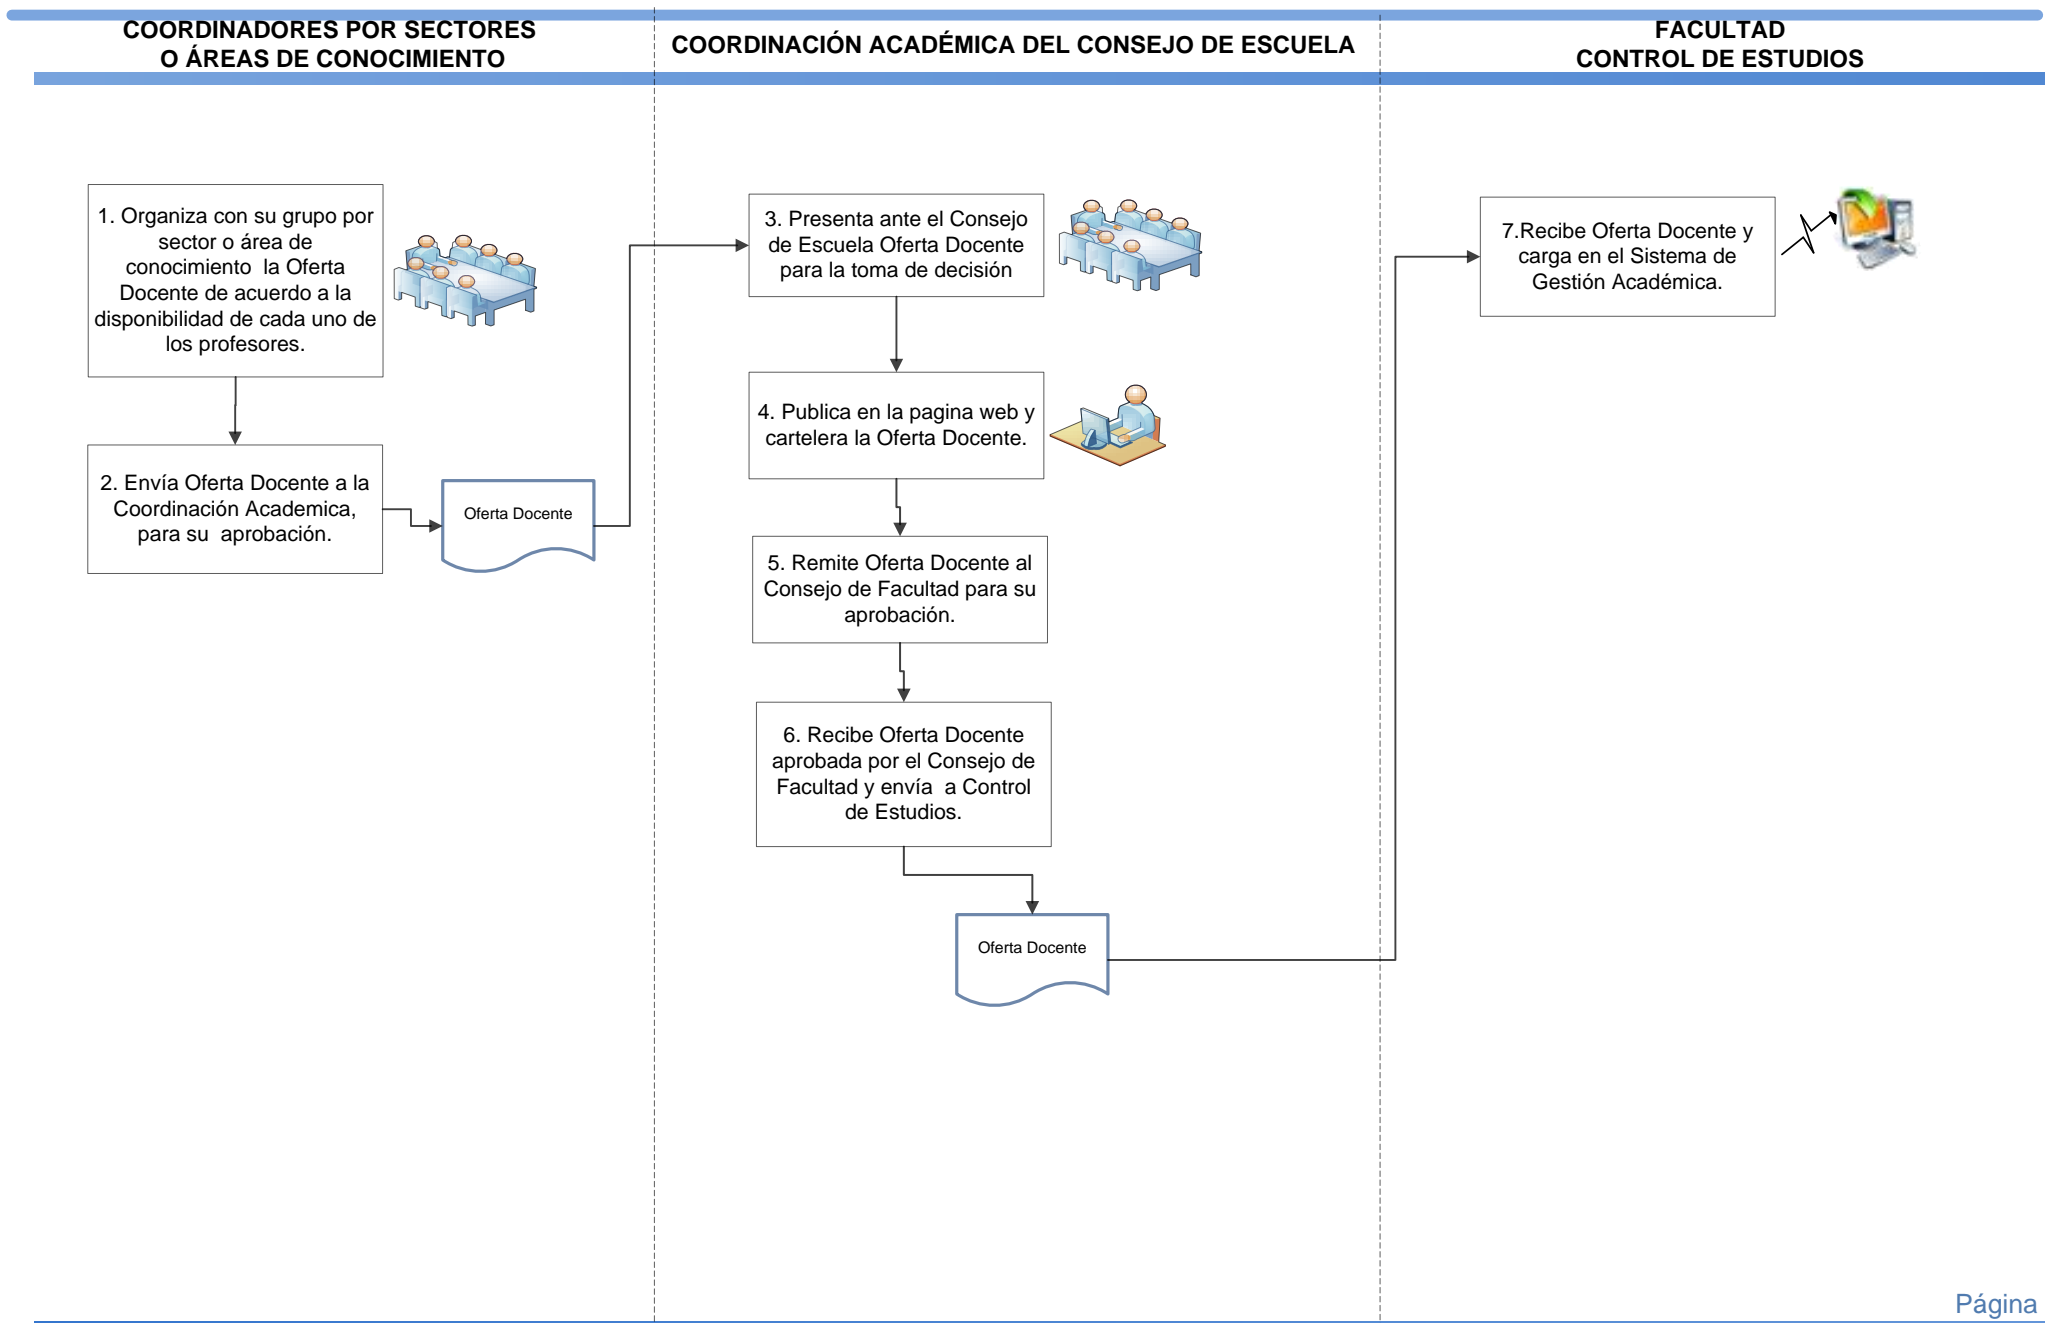 COORDINADORES POR SECTORES
O ÁREAS DE CONOCIMIENTO
COORDINACIÓN ACADÉMICA DEL CONSEJO DE ESCUELA
FACULTAD
CONTROL DE ESTUDIOS
1. Organiza con su grupo por
sector o área de
conocimiento la Oferta
Docente de acuerdo a la
disponibilidad de cada uno de
los profesores.
2. Envía Oferta Docente a la
Coordinación Academica,
para su aprobación.
Oferta Docente
3. Presenta ante el Consejo
de Escuela Oferta Docente
para la toma de decisión
4. Publica en la pagina web y
cartelera la Oferta Docente.
5. Remite Oferta Docente al
Consejo de Facultad para su
aprobación.
6. Recibe Oferta Docente
aprobada por el Consejo de
Facultad y envía a Control
de Estudios.
Oferta Docente
7.Recibe Oferta Docente y
carga en el Sistema de
Gestión Académica.
Página